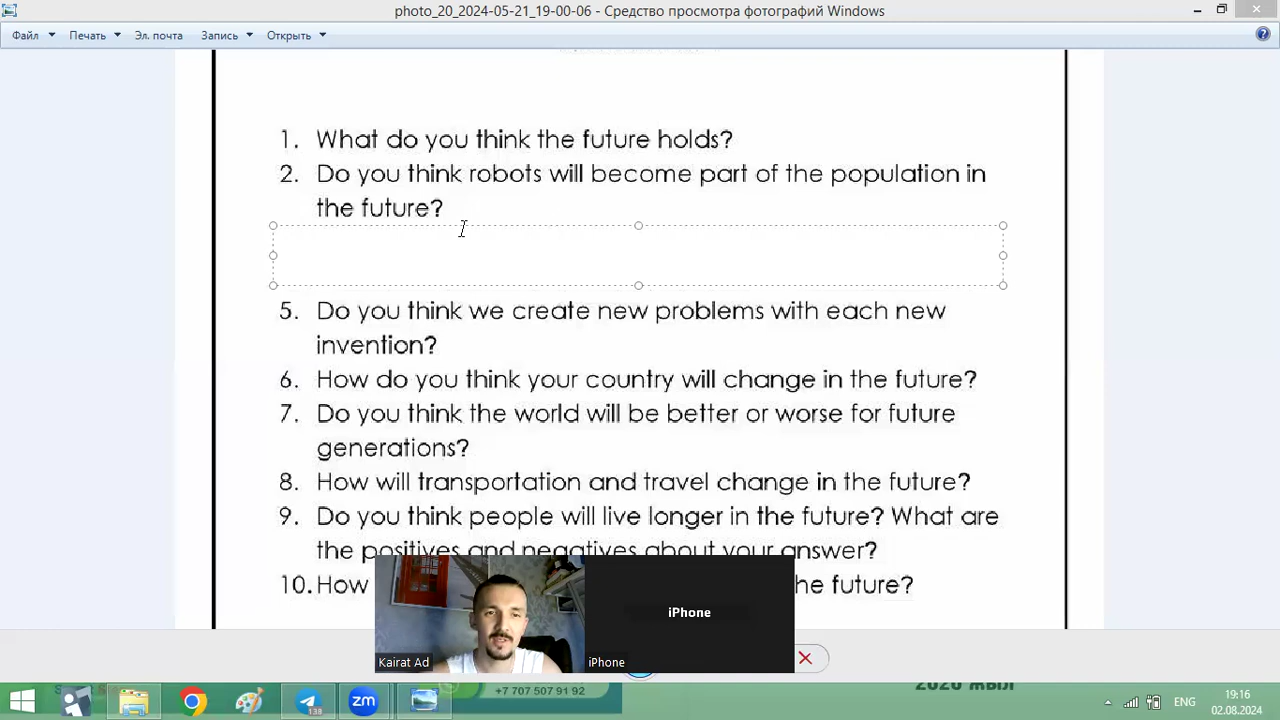 photo_20_2024-05-21_19-00-06 - Средство просмотра фотографий Windows
Файл Печать Эл. почта Запись Открыть
1. What do you think the future holds?
2. Do you think robots will become part of the population in
the future?
5. Do you think we create new problems with each new
invention?
6. How do you think your country will change in the future?
7. Do you think the world will be better or worse for future
generations?
8. How will transportation and travel change in the future?
9. Do you think people will live longer in the future? What are
the positives and negatives about your answer?
10. How he future?
iPhone
Kairat Ad iPhone
+7 707 507 91 92
138
zm
ENG
19:16
02.08.2024